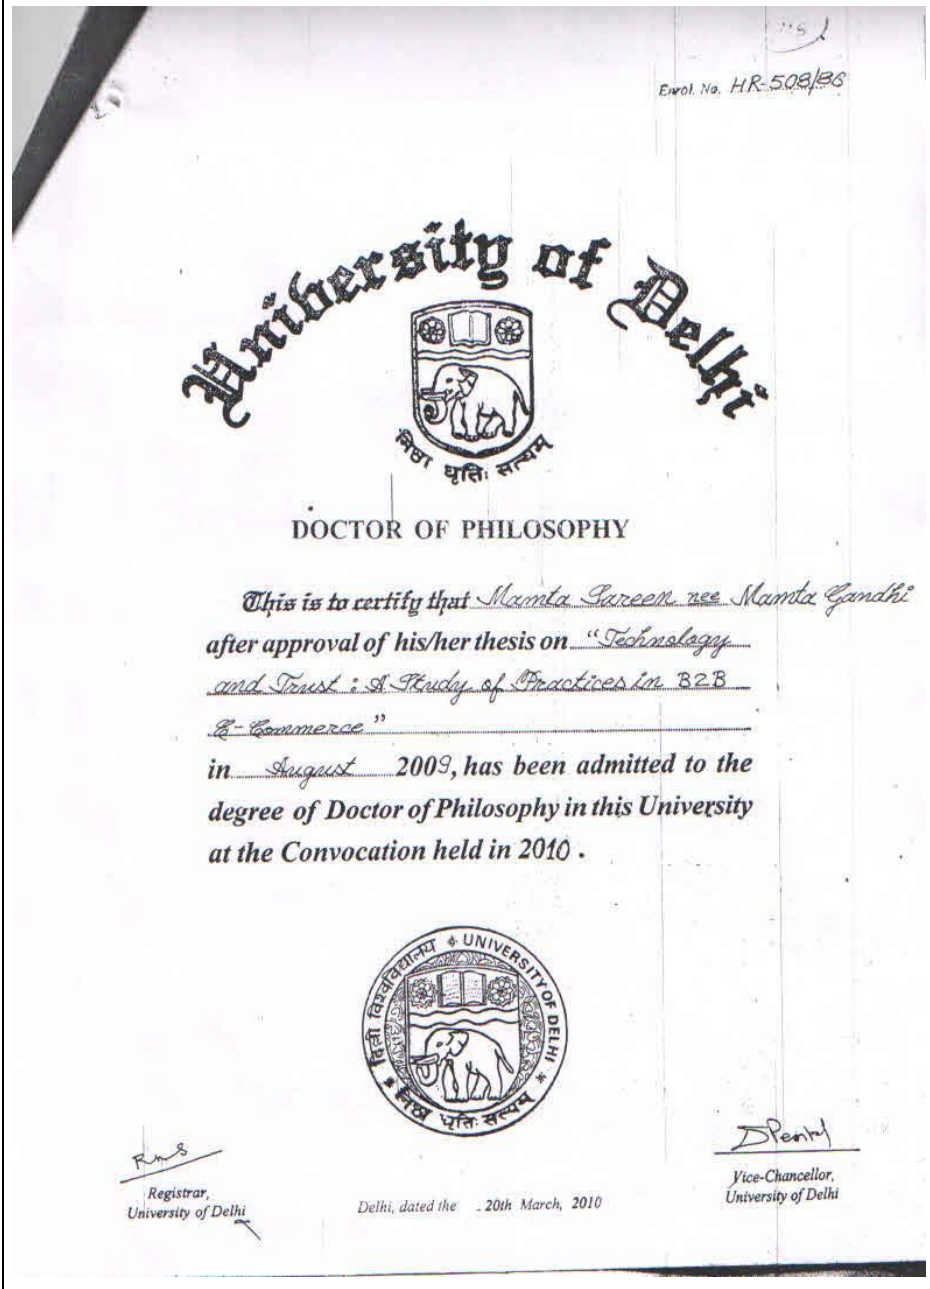 Enrol. No. HR-508/86
University of Delhi
निष्ठा धृतिः सत्यम्
DOCTOR OF PHILOSOPHY
This is to certify that Mamta Sareen nee Mamta Gandhi
after approval of his/her thesis on "Technology
and Trust : A Study of Practices in B2B
E-Commerce"
in August 2009, has been admitted to the
degree of Doctor of Philosophy in this University
at the Convocation held in 2010 .
दिल्ली विश्वविद्यालय * UNIVERSITY OF DELHI *
निष्ठा धृतिः सत्यम्
Registrar,
University of Delhi
Delhi, dated the 20th March, 2010
DPental
Vice-Chancellor,
University of Delhi